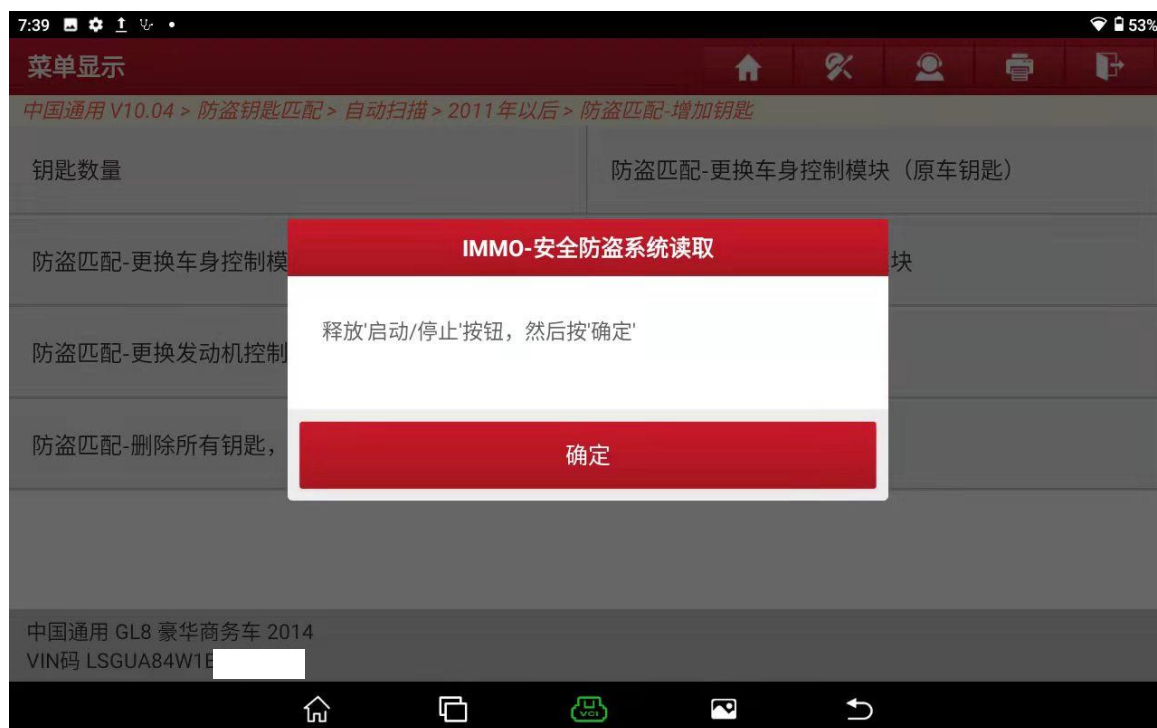 7:39
53%
菜单显示
中国通用 V10.04 > 防盗钥匙匹配 > 自动扫描 > 2011年以后 > 防盗匹配-增加钥匙
钥匙数量
防盗匹配-更换车身控制模块（原车钥匙）
防盗匹配-更换车身控制模
块
防盗匹配-更换发动机控制
防盗匹配-删除所有钥匙，
IMMO-安全防盗系统读取
释放'启动/停止'按钮，然后按'确定'
确定
中国通用 GL8 豪华商务车 2014
VIN码 LSGUA84W1E
VCI